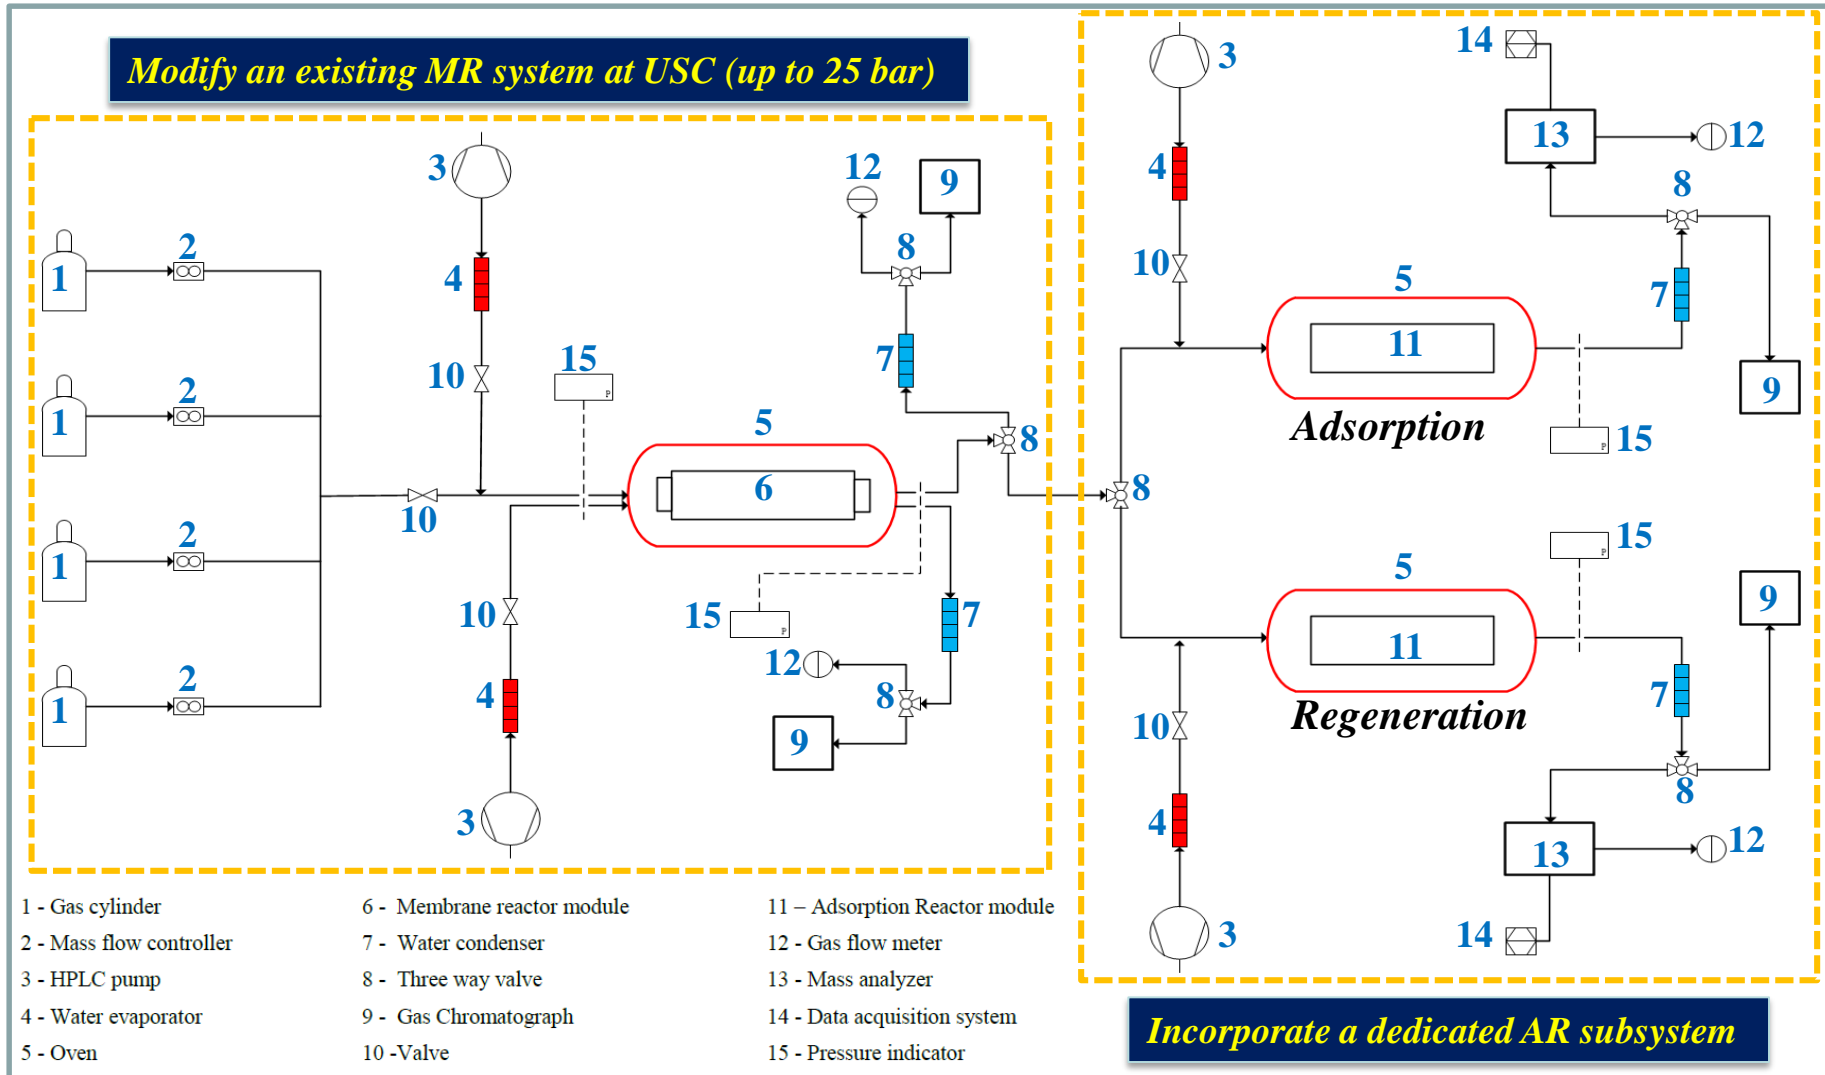 Modify an existing MR system at USC (up to 25 bar)
3
12
9
2
8
1
4
2
7
15
10
1
5
8
6
10
2
1
10
15
7
12
2
8
4
1
9
3
3
14
13
12
4
8
10
5
7
11
9
Adsorption
15
8
15
5
9
11
7
Regeneration
10
8
4
13
12
3
14
P
P
P
P
1 - Gas cylinder
2 - Mass flow controller
3 - HPLC pump
4 - Water evaporator
5 - Oven
6 - Membrane reactor module
7 - Water condenser
8 - Three way valve
9 - Gas Chromatograph
10 -Valve
11 – Adsorption Reactor module
12 - Gas flow meter
13 - Mass analyzer
14 - Data acquisition system
15 - Pressure indicator
Incorporate a dedicated AR subsystem